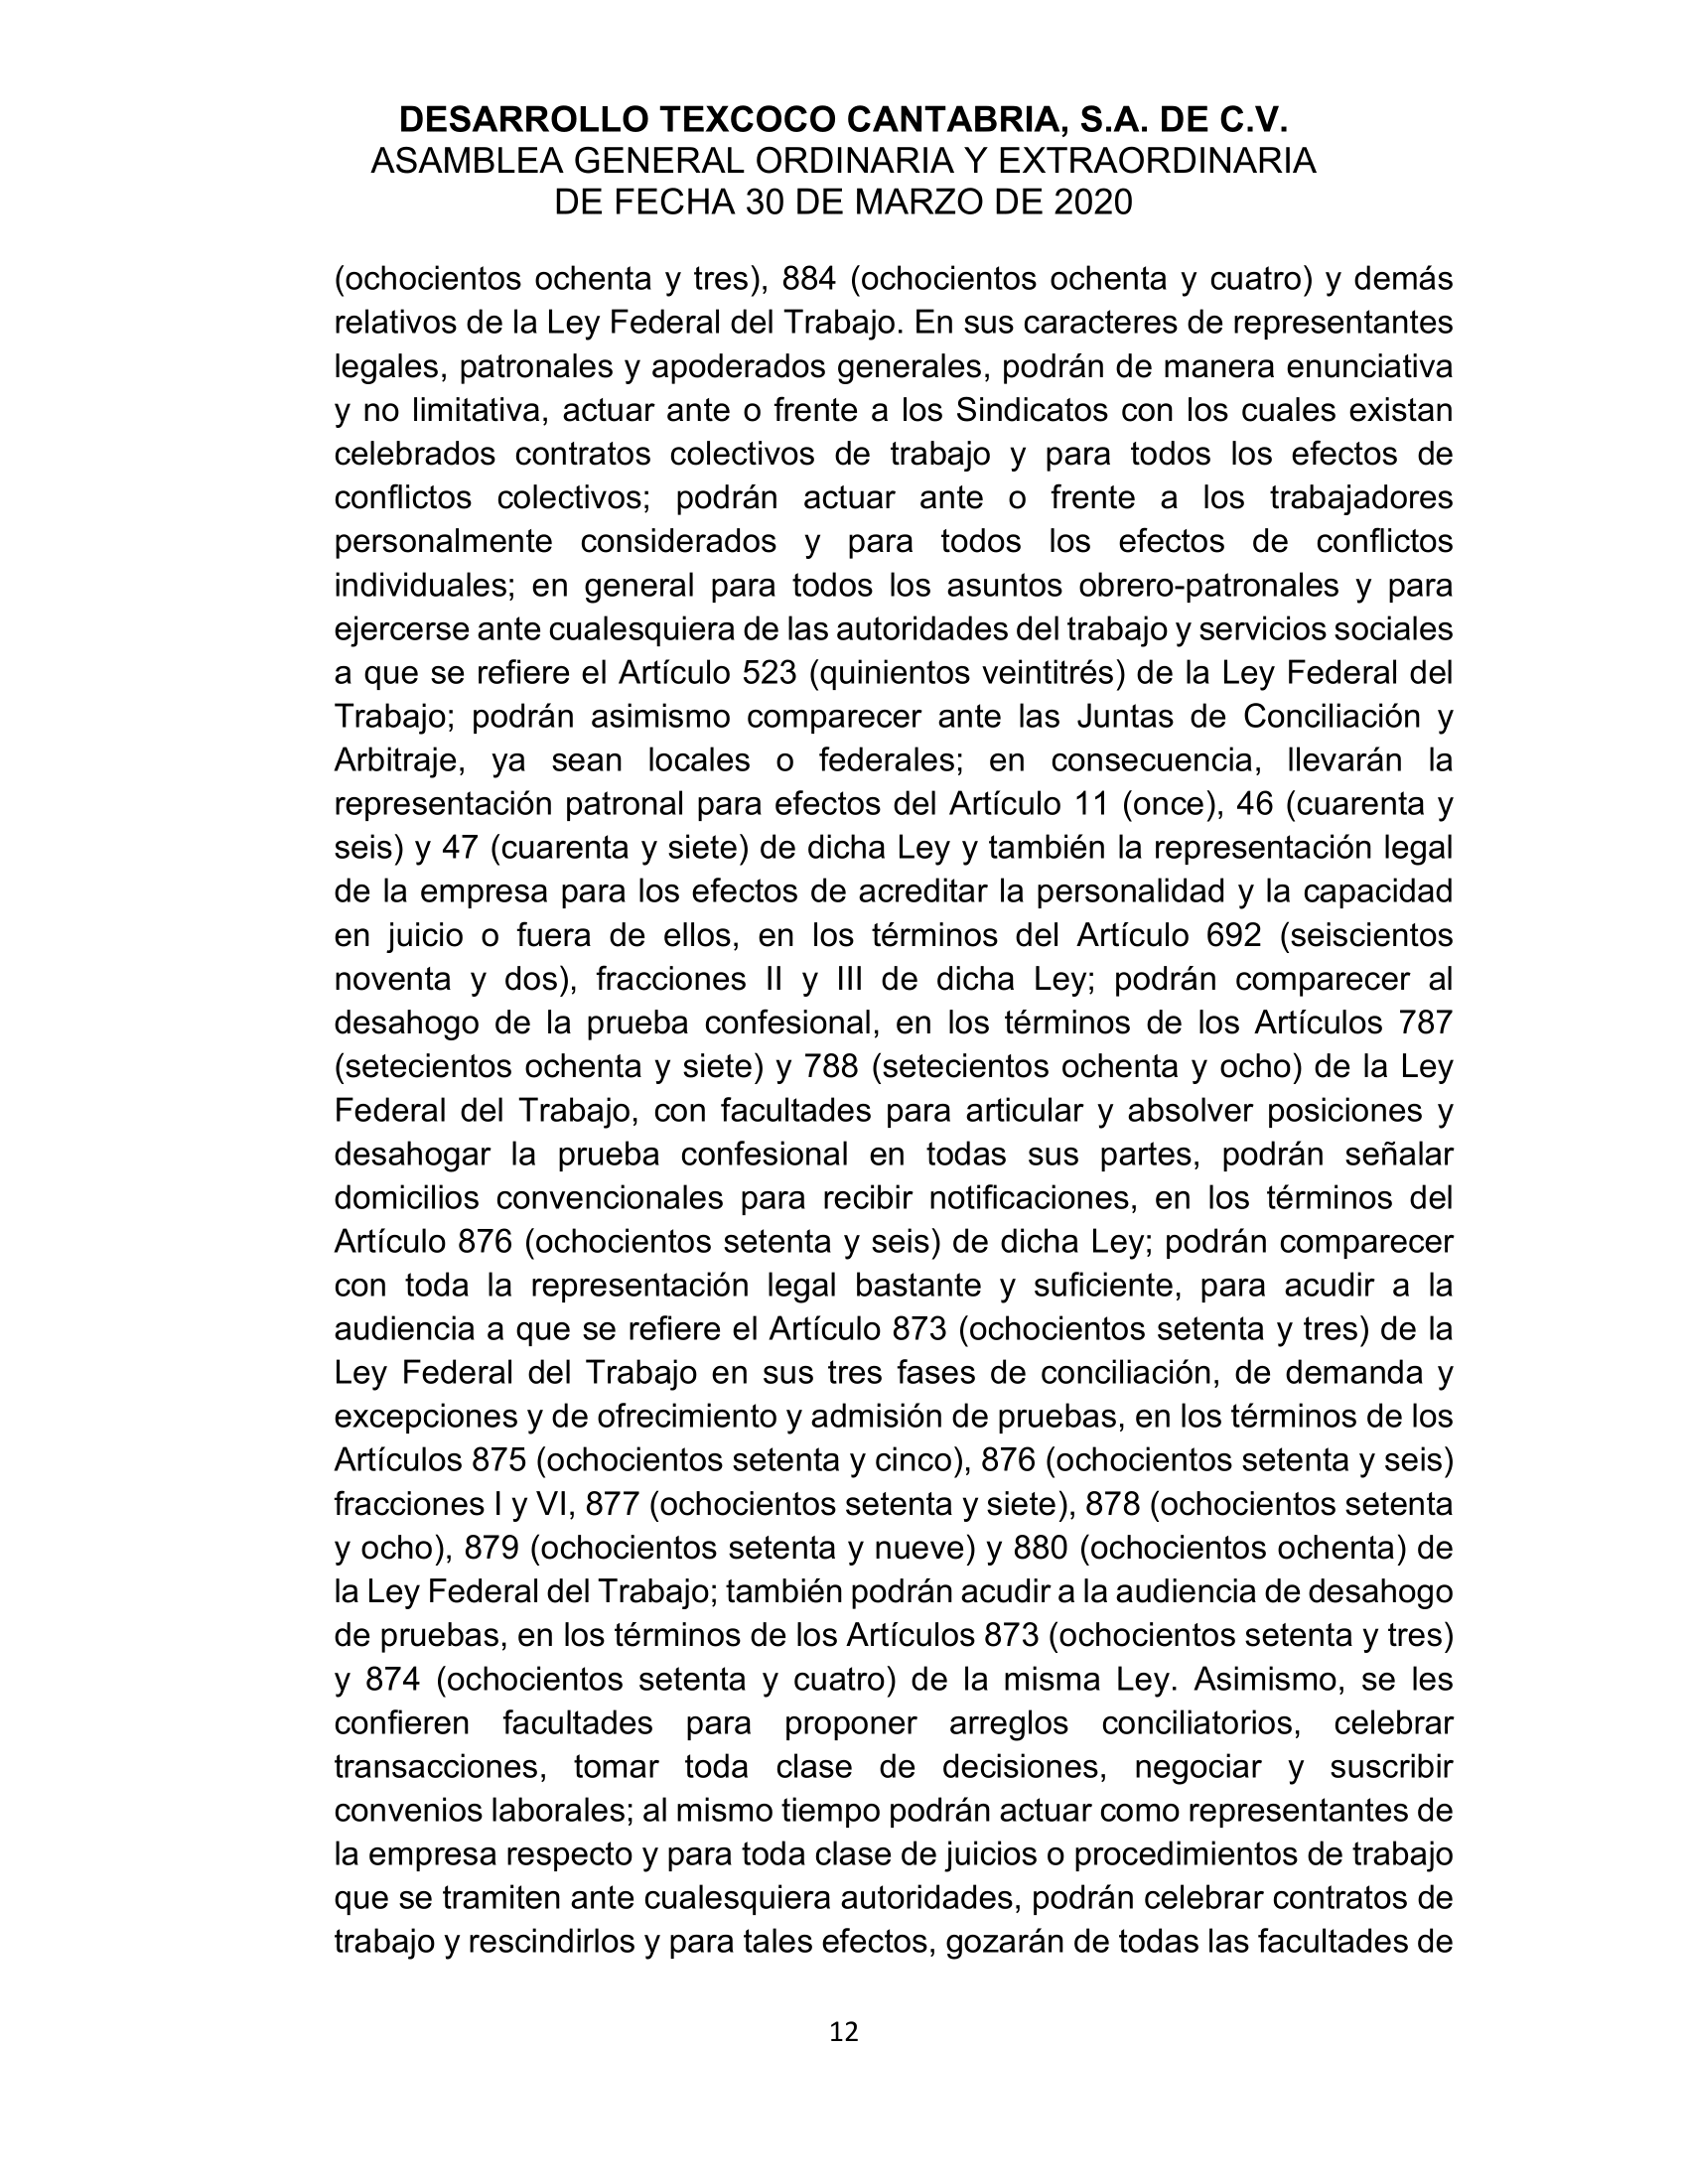 DESARROLLO TEXCOCO CANTABRIA, S.A. DE C.V.
ASAMBLEA GENERAL ORDINARIA Y EXTRAORDINARIA
DE FECHA 30 DE MARZO DE 2020
(ochocientos ochenta y tres), 884 (ochocientos ochenta y cuatro) y demás
relativos de la Ley Federal del Trabajo. En sus caracteres de representantes
legales, patronales y apoderados generales, podrán de manera enunciativa
y no limitativa, actuar ante o frente a los Sindicatos con los cuales existan
celebrados contratos colectivos de trabajo y para todos los efectos de
conflictos colectivos; podrán actuar ante o frente a los trabajadores
personalmente considerados y para todos los efectos de conflictos
individuales; en general para todos los asuntos obrero-patronales y para
ejercerse ante cualesquiera de las autoridades del trabajo y servicios sociales
a que se refiere el Artículo 523 (quinientos veintitrés) de la Ley Federal del
Trabajo; podrán asimismo comparecer ante las Juntas de Conciliación y
Arbitraje, ya sean locales o federales; en consecuencia, llevarán la
representación patronal para efectos del Artículo 11 (once), 46 (cuarenta y
seis) y 47 (cuarenta y siete) de dicha Ley y también la representación legal
de la empresa para los efectos de acreditar la personalidad y la capacidad
en juicio o fuera de ellos, en los términos del Artículo 692 (seiscientos
noventa y dos), fracciones II y III de dicha Ley; podrán comparecer al
desahogo de la prueba confesional, en los términos de los Artículos 787
(setecientos ochenta y siete) y 788 (setecientos ochenta y ocho) de la Ley
Federal del Trabajo, con facultades para articular y absolver posiciones y
desahogar la prueba confesional en todas sus partes, podrán señalar
domicilios convencionales para recibir notificaciones, en los términos del
Artículo 876 (ochocientos setenta y seis) de dicha Ley; podrán comparecer
con toda la representación legal bastante y suficiente, para acudir a la
audiencia a que se refiere el Artículo 873 (ochocientos setenta y tres) de la
Ley Federal del Trabajo en sus tres fases de conciliación, de demanda y
excepciones y de ofrecimiento y admisión de pruebas, en los términos de los
Artículos 875 (ochocientos setenta y cinco), 876 (ochocientos setenta y seis)
fracciones I y VI, 877 (ochocientos setenta y siete), 878 (ochocientos setenta
y ocho), 879 (ochocientos setenta y nueve) y 880 (ochocientos ochenta) de
la Ley Federal del Trabajo; también podrán acudir a la audiencia de desahogo
de pruebas, en los términos de los Artículos 873 (ochocientos setenta y tres)
y 874 (ochocientos setenta y cuatro) de la misma Ley. Asimismo, se les
confieren facultades para proponer arreglos conciliatorios, celebrar
transacciones, tomar toda clase de decisiones, negociar y suscribir
convenios laborales; al mismo tiempo podrán actuar como representantes de
la empresa respecto y para toda clase de juicios o procedimientos de trabajo
que se tramiten ante cualesquiera autoridades, podrán celebrar contratos de
trabajo y rescindirlos y para tales efectos, gozarán de todas las facultades de
12